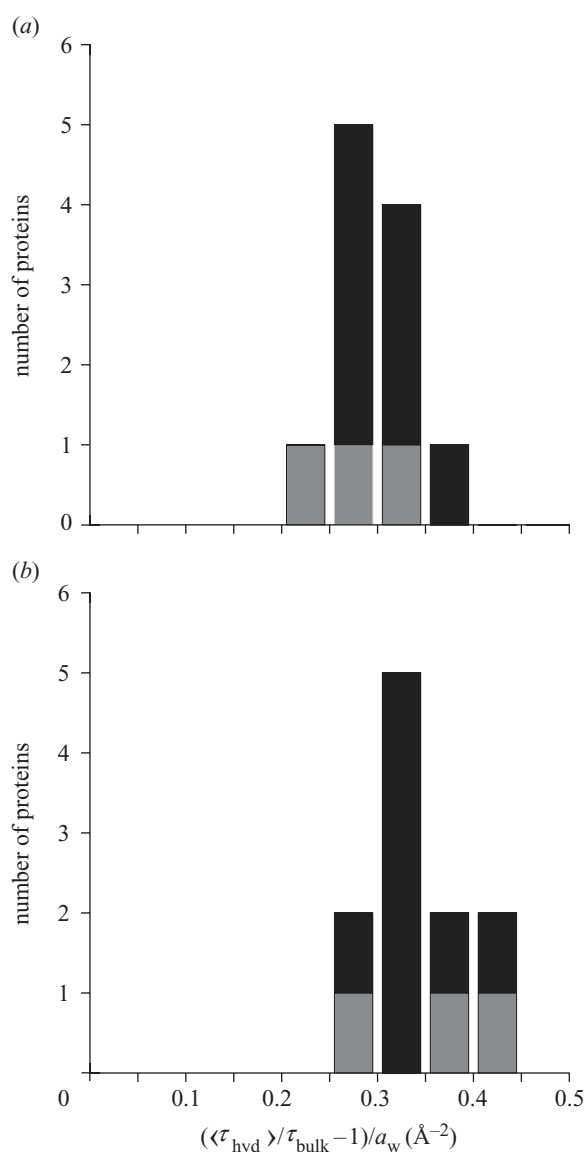 (a)
6
5
4
3
2
1
0
number of proteins
(b)
6
5
4
3
2
1
number of proteins
0 0.1 0.2 0.3 0.4 0.5
(⟨τhyd⟩/τbulk – 1)/aw (Å–2)